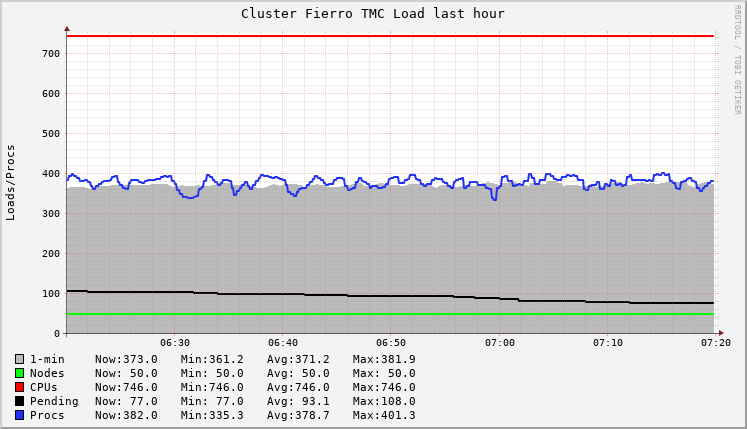 Cluster Fierro TMC Load last hour
RRDTOOL / TOBI OETIKER
Loads/Procs
700
600
500
400
300
200
100
0
06:30 06:40 06:50 07:00 07:10 07:20
1-min Now:373.0 Min:361.2 Avg:371.2 Max:381.9
Nodes Now: 50.0 Min: 50.0 Avg: 50.0 Max: 50.0
CPUs Now:746.0 Min:746.0 Avg:746.0 Max:746.0
Pending Now: 77.0 Min: 77.0 Avg: 93.1 Max:108.0
Procs Now:382.0 Min:335.3 Avg:378.7 Max:401.3